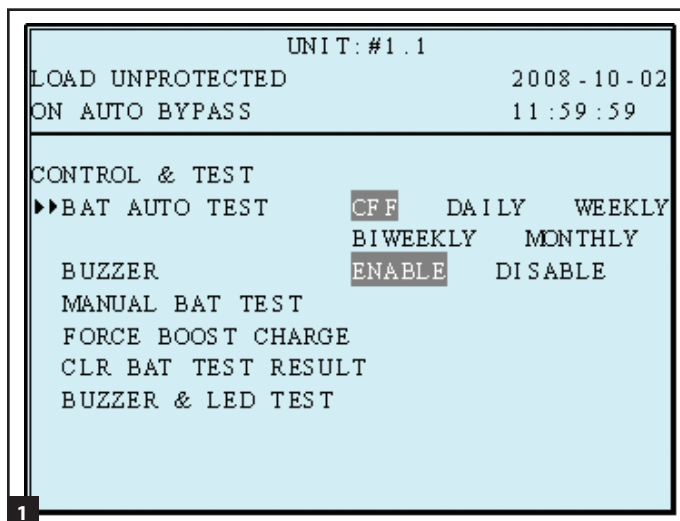 UNIT:#1.1
LOAD UNPROTECTED 2008-10-02
ON AUTO BYPASS 11:59:59
CONTROL & TEST
▶▶BAT AUTO TEST OFF DAILY WEEKLY
BIWEEKLY MONTHLY
BUZZER ENABLE DISABLE
MANUAL BAT TEST
FORCE BOOST CHARGE
CLR BAT TEST RESULT
BUZZER & LED TEST
1